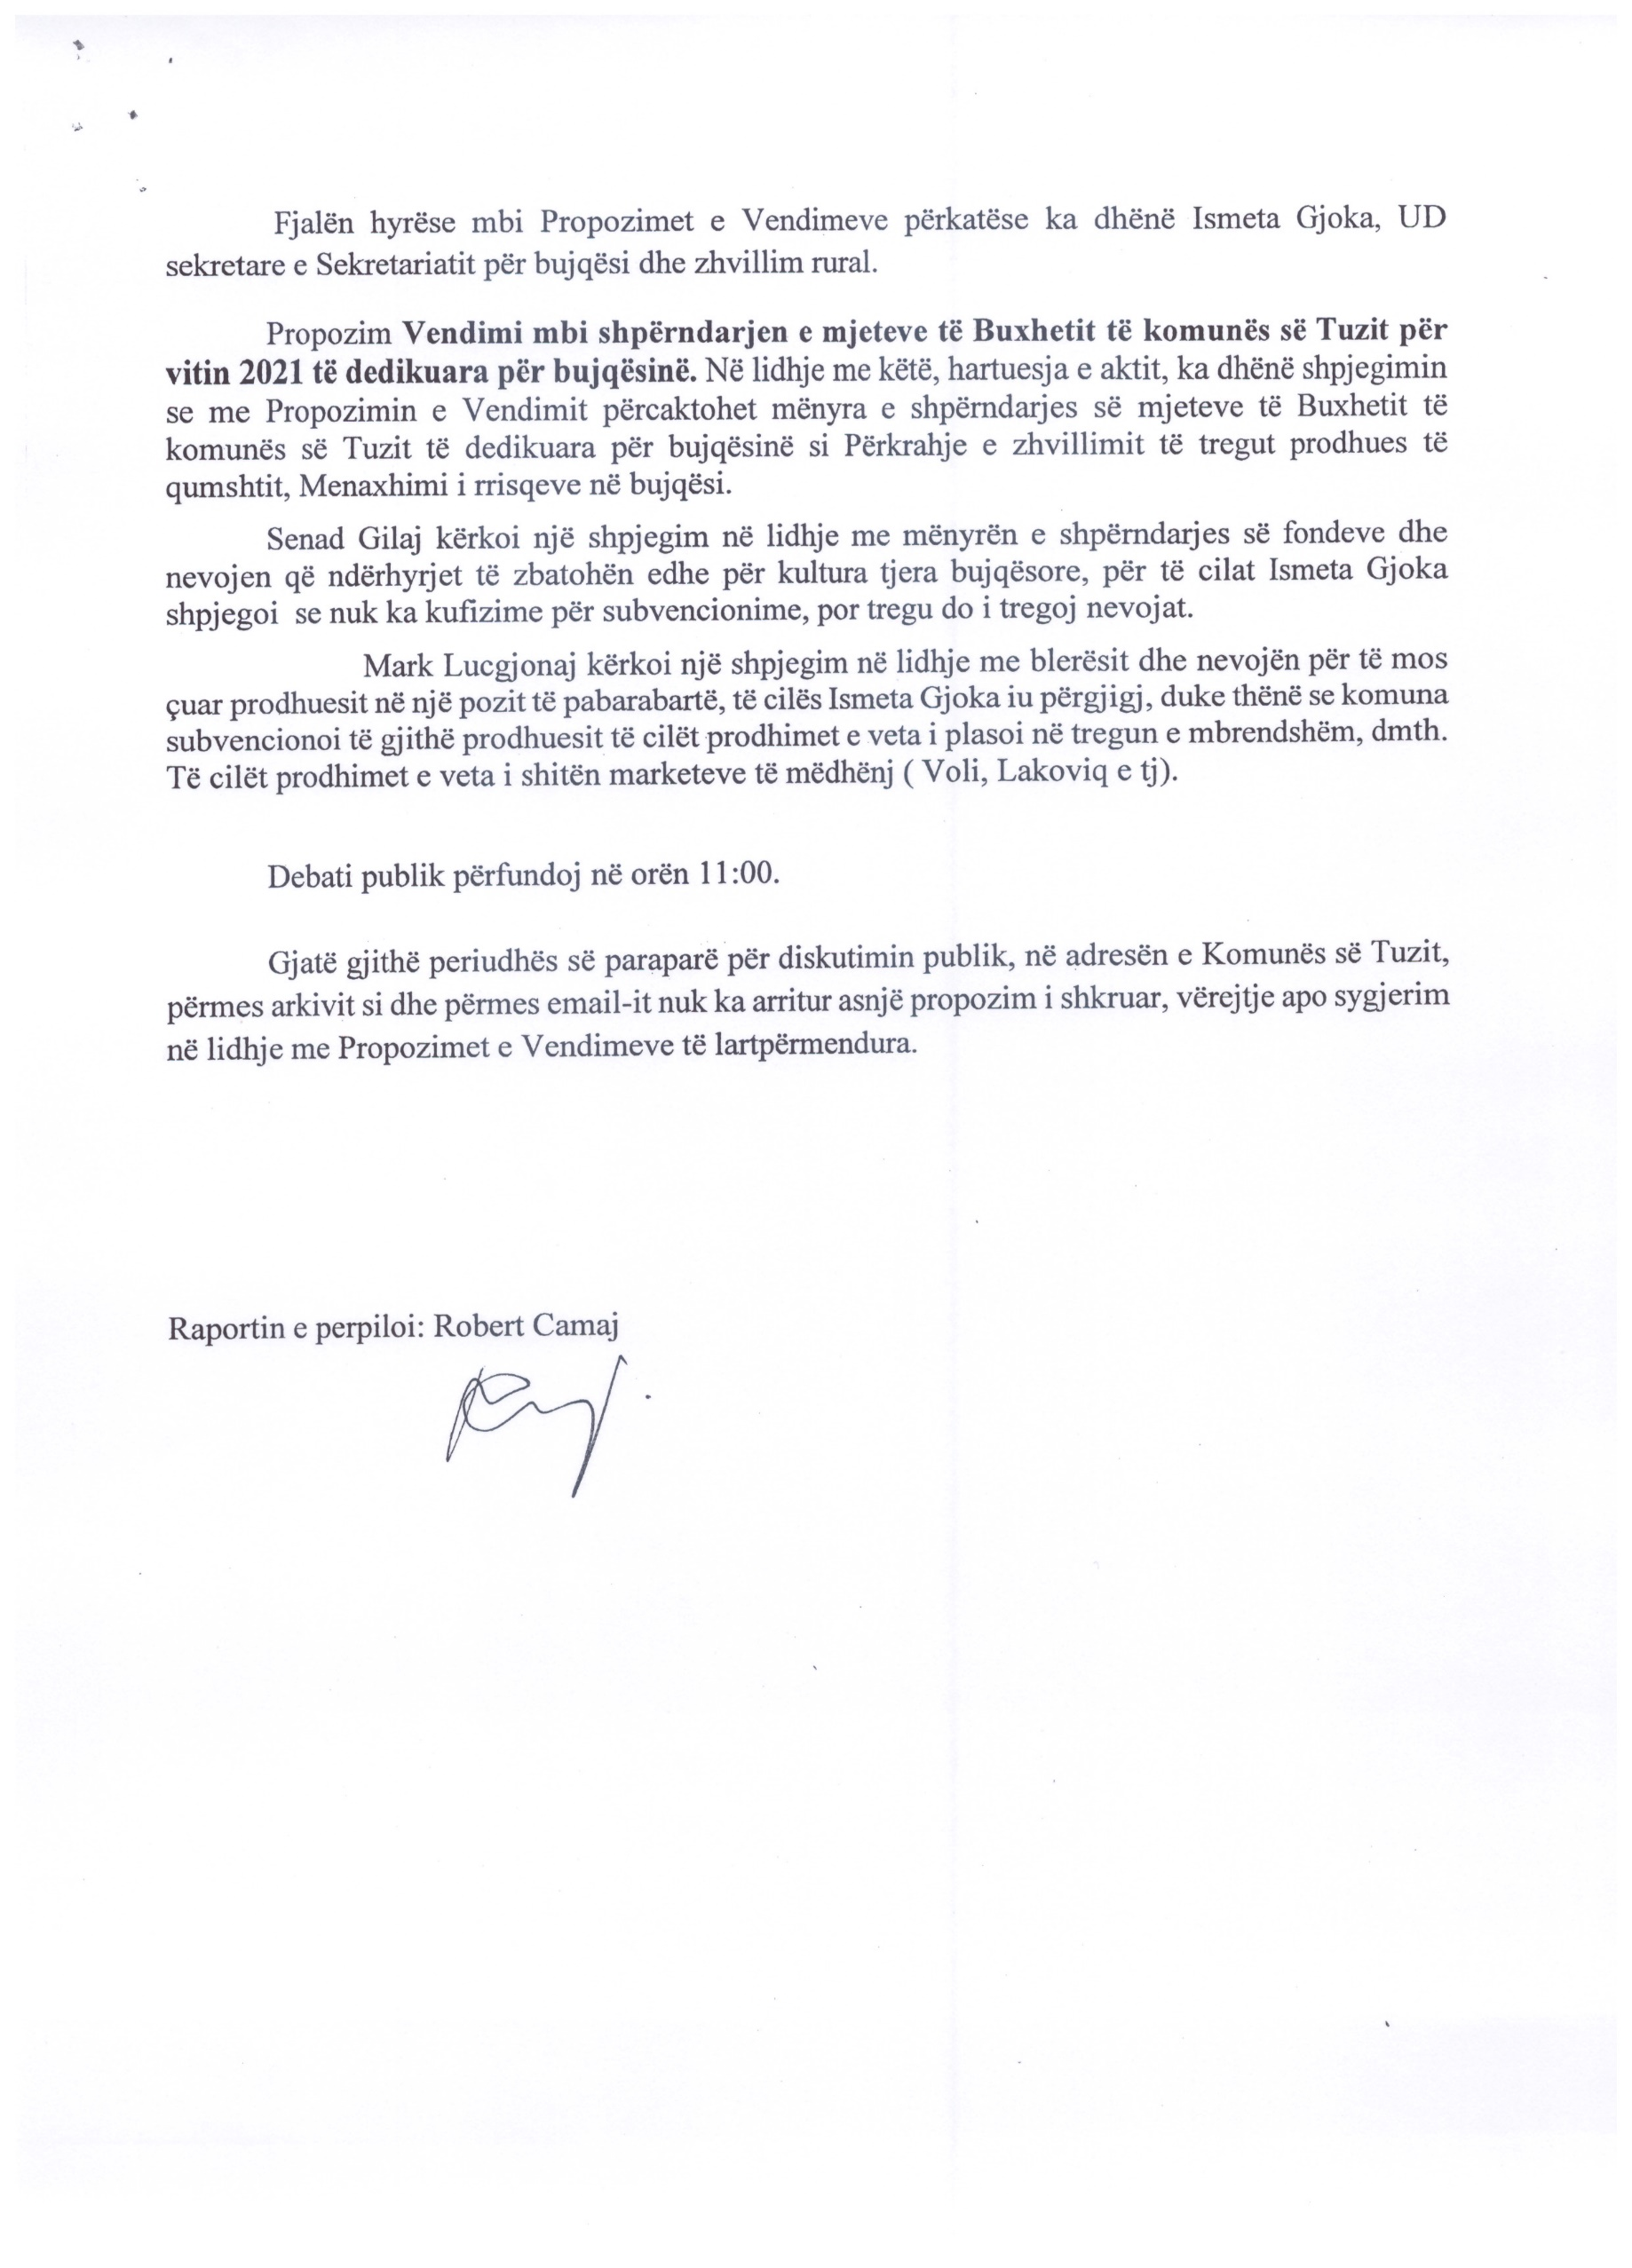 Fjalën hyrëse mbi Propozimet e Vendimeve përkatëse ka dhënë Ismeta Gjoka, UD
sekretare e Sekretariatit për bujqësi dhe zhvillim rural.
Propozim Vendimi mbi shpërndarjen e mjeteve të Buxhetit të komunës së Tuzit për
vitin 2021 të dedikuara për bujqësinë. Në lidhje me këtë, hartuesja e aktit, ka dhënë shpjegimin
se me Propozimin e Vendimit përcaktohet mënyra e shpërndarjes së mjeteve të Buxhetit të
komunës së Tuzit të dedikuara për bujqësinë si Përkrahje e zhvillimit të tregut prodhues të
qumshtit, Menaxhimi i rrisqeve në bujqësi.
Senad Gilaj kërkoi një shpjegim në lidhje me mënyrën e shpërndarjes së fondeve dhe
nevojen që ndërhyrjet të zbatohën edhe për kultura tjera bujqësore, për të cilat Ismeta Gjoka
shpjegoi se nuk ka kufizime për subvencionime, por tregu do i tregoj nevojat.
Mark Lucgjonaj kërkoi një shpjegim në lidhje me blerësit dhe nevojën për të mos
çuar prodhuesit në një pozit të pabarabartë, të cilës Ismeta Gjoka iu përgjigj, duke thënë se komuna
subvencionoi të gjithë prodhuesit të cilët prodhimet e veta i plasoi në tregun e mbrendshëm, dmth.
Të cilët prodhimet e veta i shitën marketeve të mëdhënj ( Voli, Lakoviq e tj).
Debati publik përfundoj në orën 11:00.
Gjatë gjithë periudhës së paraparë për diskutimin publik, në adresën e Komunës së Tuzit,
përmes arkivit si dhe përmes email-it nuk ka arritur asnjë propozim i shkruar, vërejtje apo sygjerim
në lidhje me Propozimet e Vendimeve të lartpërmendura.
Raportin e perpiloi: Robert Camaj